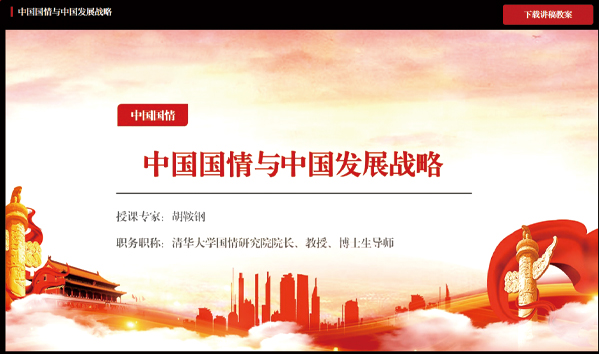 中国国情与中国发展战略
下载讲稿教案
中国国情
中国国情与中国发展战略
授课专家：胡鞍钢
职务职称：清华大学国情研究院院长、教授、博士生导师